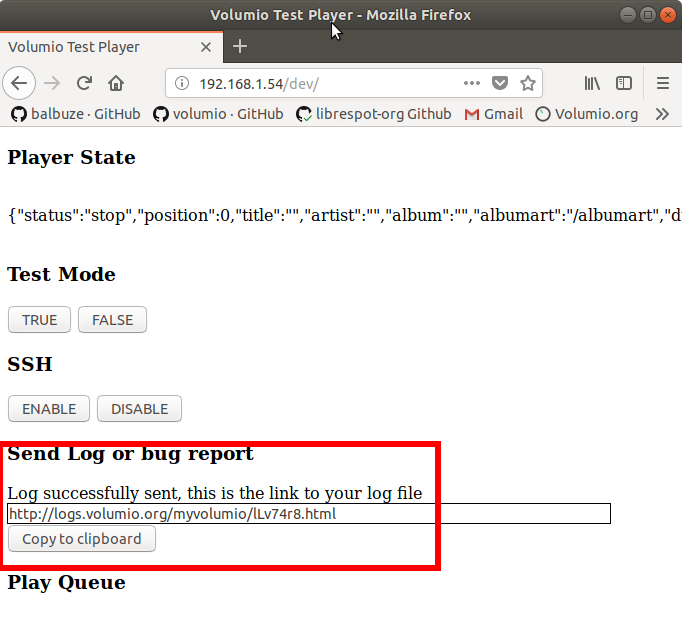 Volumio Test Player - Mozilla Firefox
Volumio Test Player
192.168.1.54/dev/
balbuze · GitHub volumio · GitHub librespot-org Github Gmail Volumio.org
Player State
{"status":"stop","position":0,"title":"","artist":"","album":"","albumart":"/albumart","d
Test Mode
TRUE FALSE
SSH
ENABLE DISABLE
Send Log or bug report
Log successfully sent, this is the link to your log file
http://logs.volumio.org/myvolumio/lLv74r8.html
Copy to clipboard
Play Queue